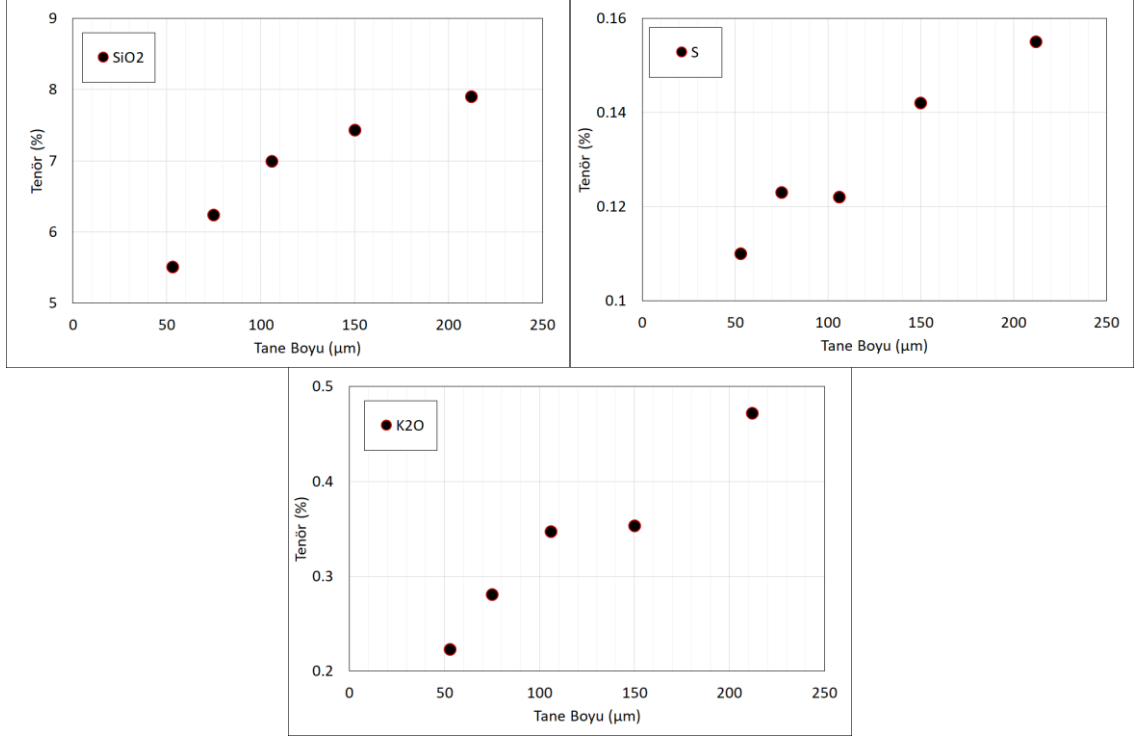 9
8
7
6
5
Tenör (%)
SiO2
0 50 100 150 200 250
Tane Boyu (µm)
0.16
0.14
0.12
0.1
Tenör (%)
S
0 50 100 150 200 250
Tane Boyu (µm)
0.5
0.4
0.3
0.2
Tenör (%)
K2O
0 50 100 150 200 250
Tane Boyu (µm)